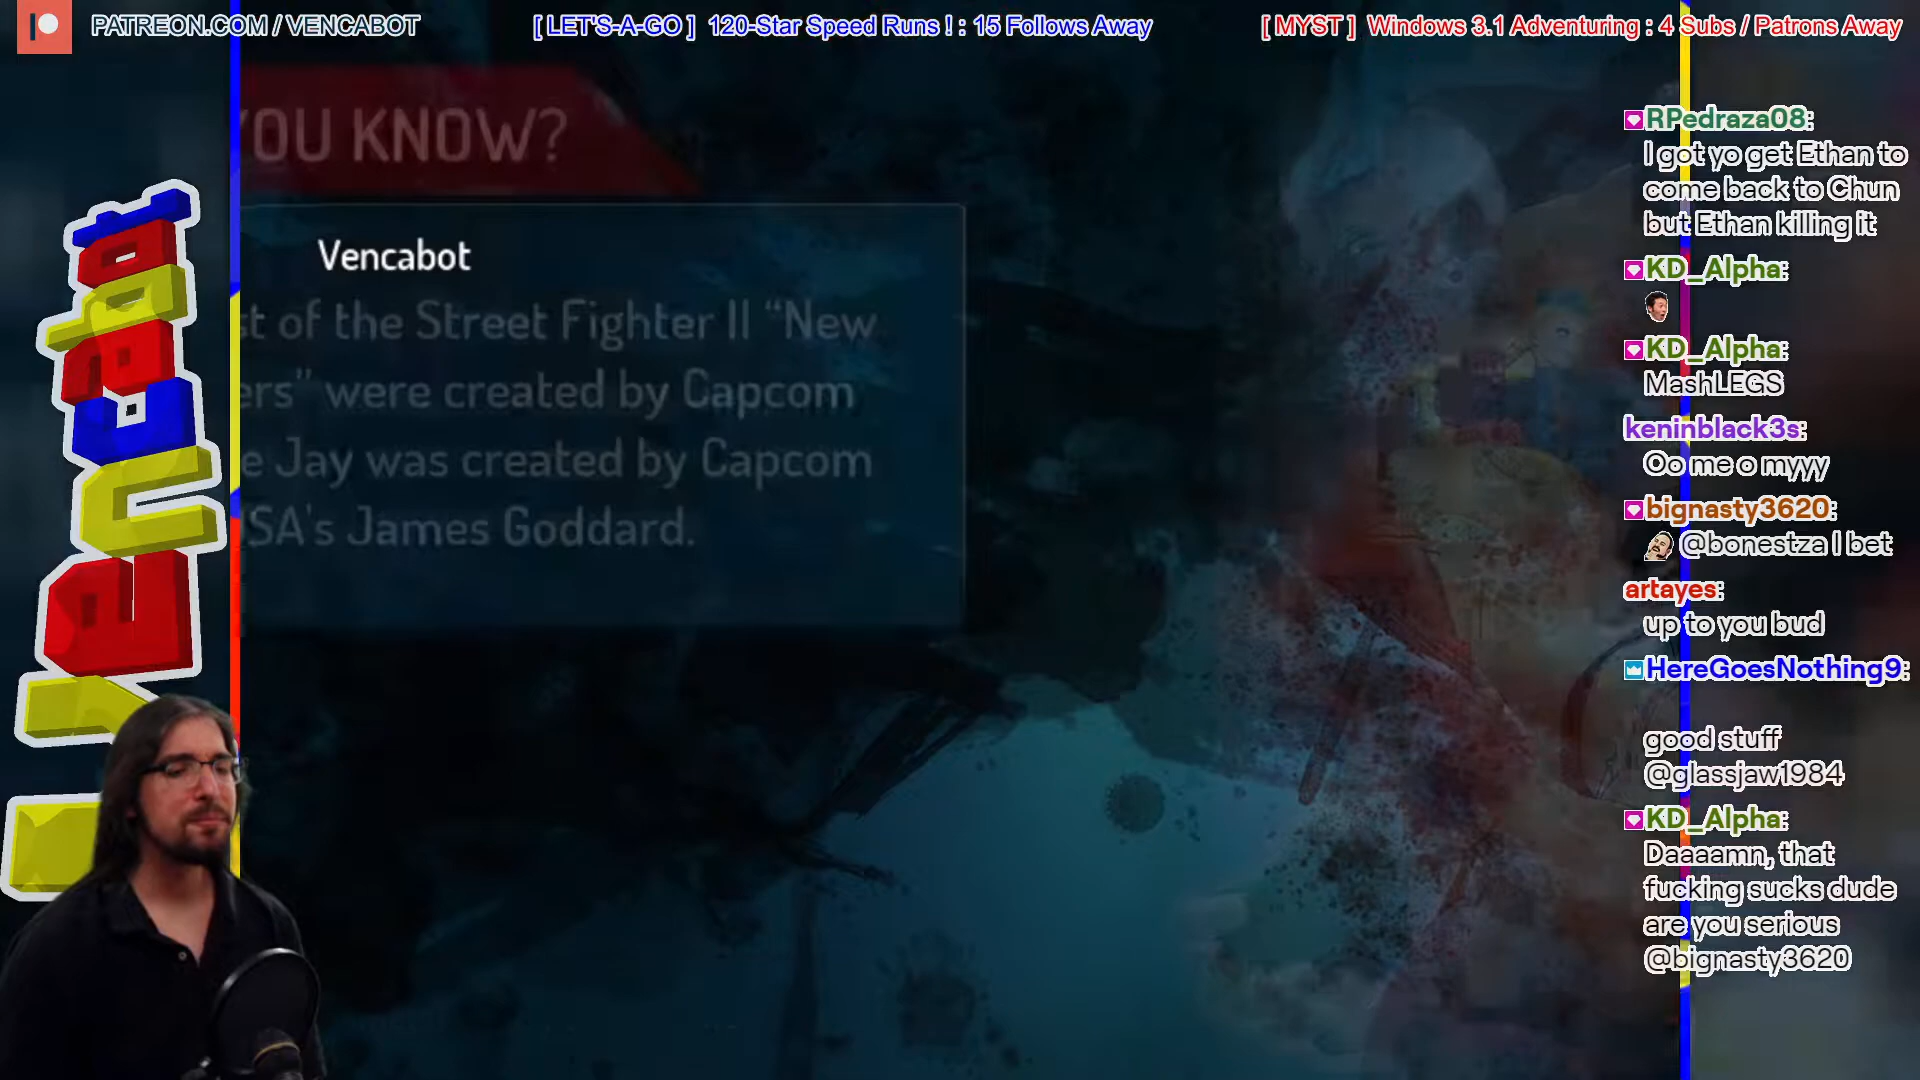 PATREON.COM / VENCABOT
[ LET'S-A-GO ] 120-Star Speed Runs ! : 15 Follows Away
[ MYST ] Windows 3.1 Adventuring : 4 Subs / Patrons Away
YOU KNOW?
Vencabot
st of the Street Fighter II “New
ers” were created by Capcom
e Jay was created by Capcom
USA's James Goddard.
Vencabot
RPedraza08:
I got yo get Ethan to
come back to Chun
but Ethan killing it
KD_Alpha:
KD_Alpha:
MashLEGS
keninblack3s:
Oo me o myyy
bignasty3620:
@bonestza I bet
artayes:
up to you bud
HereGoesNothing9:
good stuff
@glassjaw1984
KD_Alpha:
Daaaamn, that
fucking sucks dude
are you serious
@bignasty3620